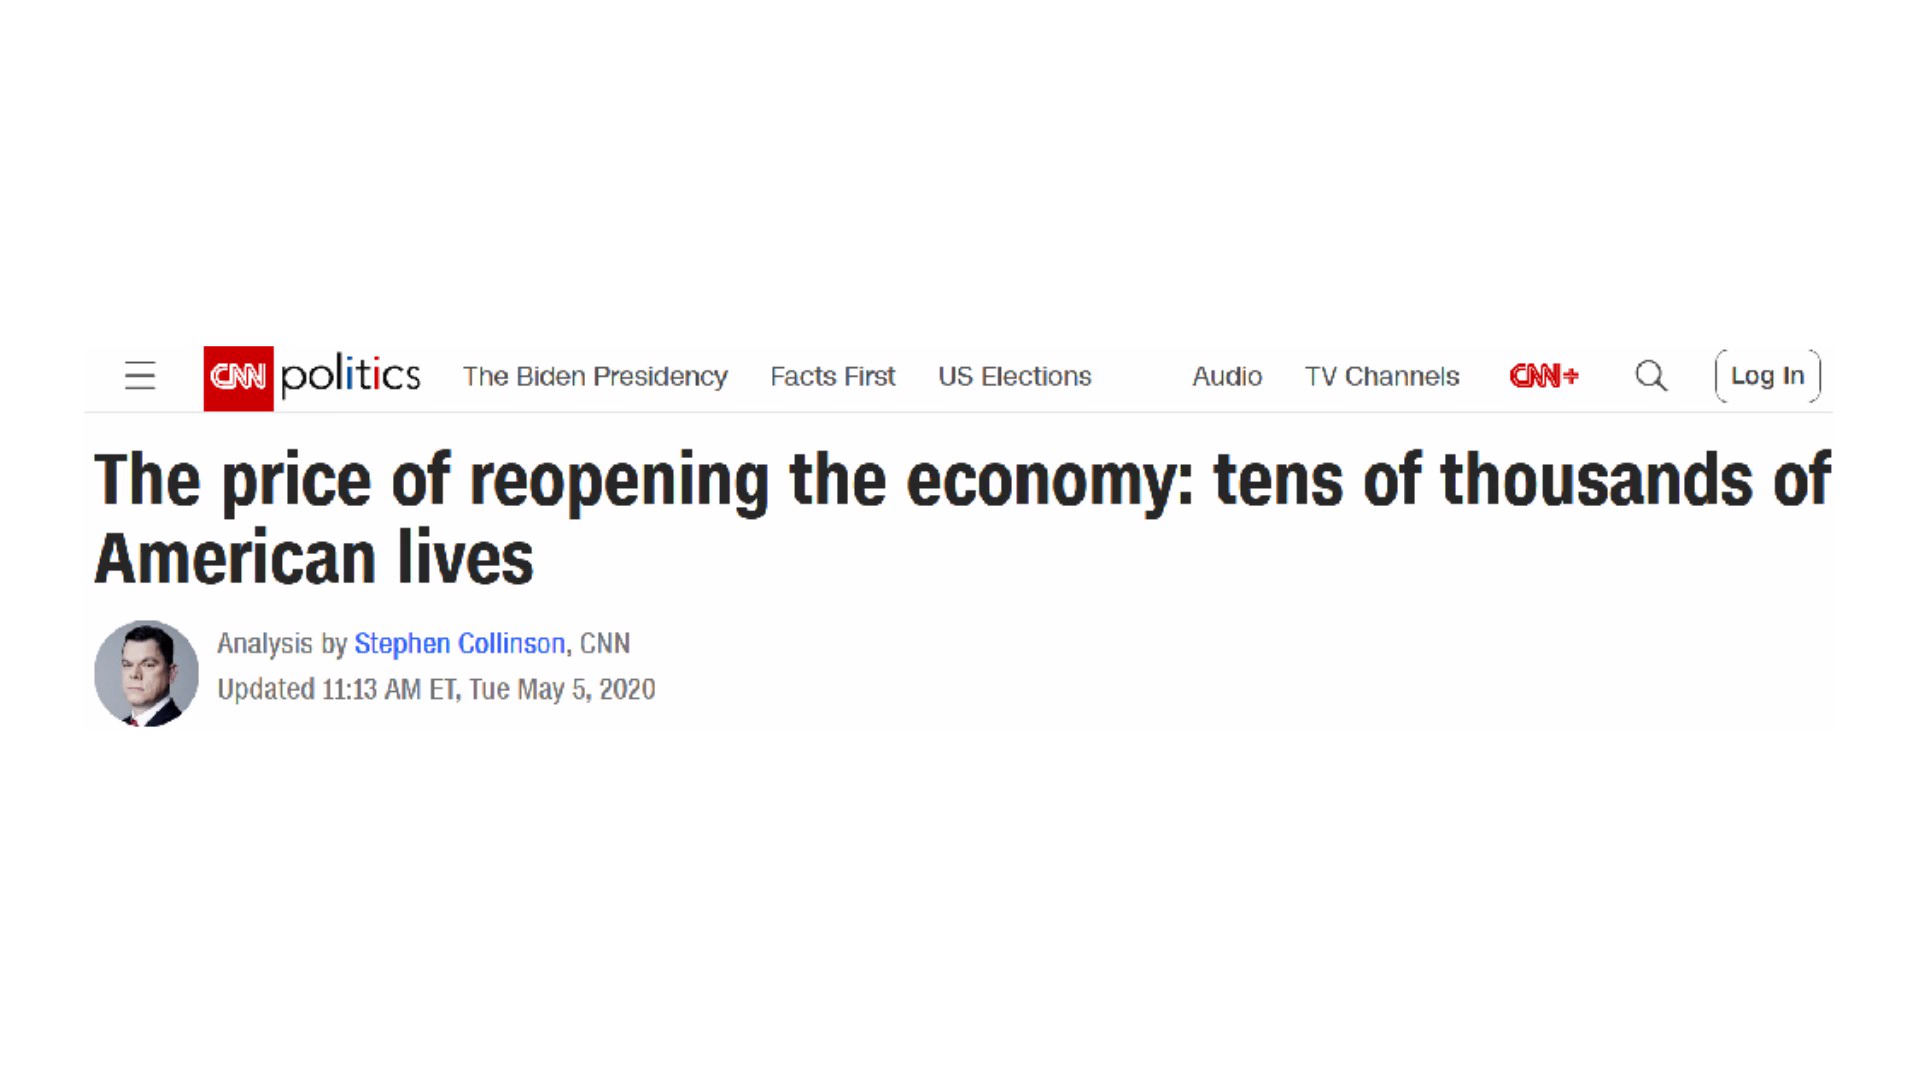 CNN politics The Biden Presidency Facts First US Elections Audio TV Channels CNN+ Log In
The price of reopening the economy: tens of thousands of
American lives
Analysis by Stephen Collinson, CNN
Updated 11:13 AM ET, Tue May 5, 2020